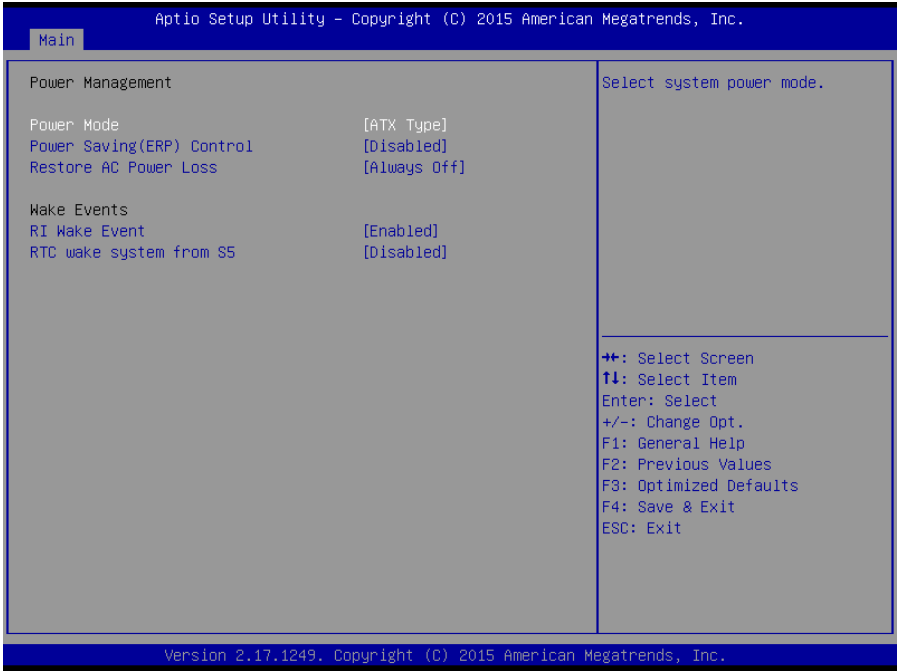 Aptio Setup Utility – Copyright (C) 2015 American Megatrends, Inc.
Main
Power Management
Power Mode [ATX Type]
Power Saving(ERP) Control [Disabled]
Restore AC Power Loss [Always Off]
Wake Events
RI Wake Event [Enabled]
RTC wake system from S5 [Disabled]
Select system power mode.
→←: Select Screen
↑↓: Select Item
Enter: Select
+/-: Change Opt.
F1: General Help
F2: Previous Values
F3: Optimized Defaults
F4: Save & Exit
ESC: Exit
Version 2.17.1249. Copyright (C) 2015 American Megatrends, Inc.